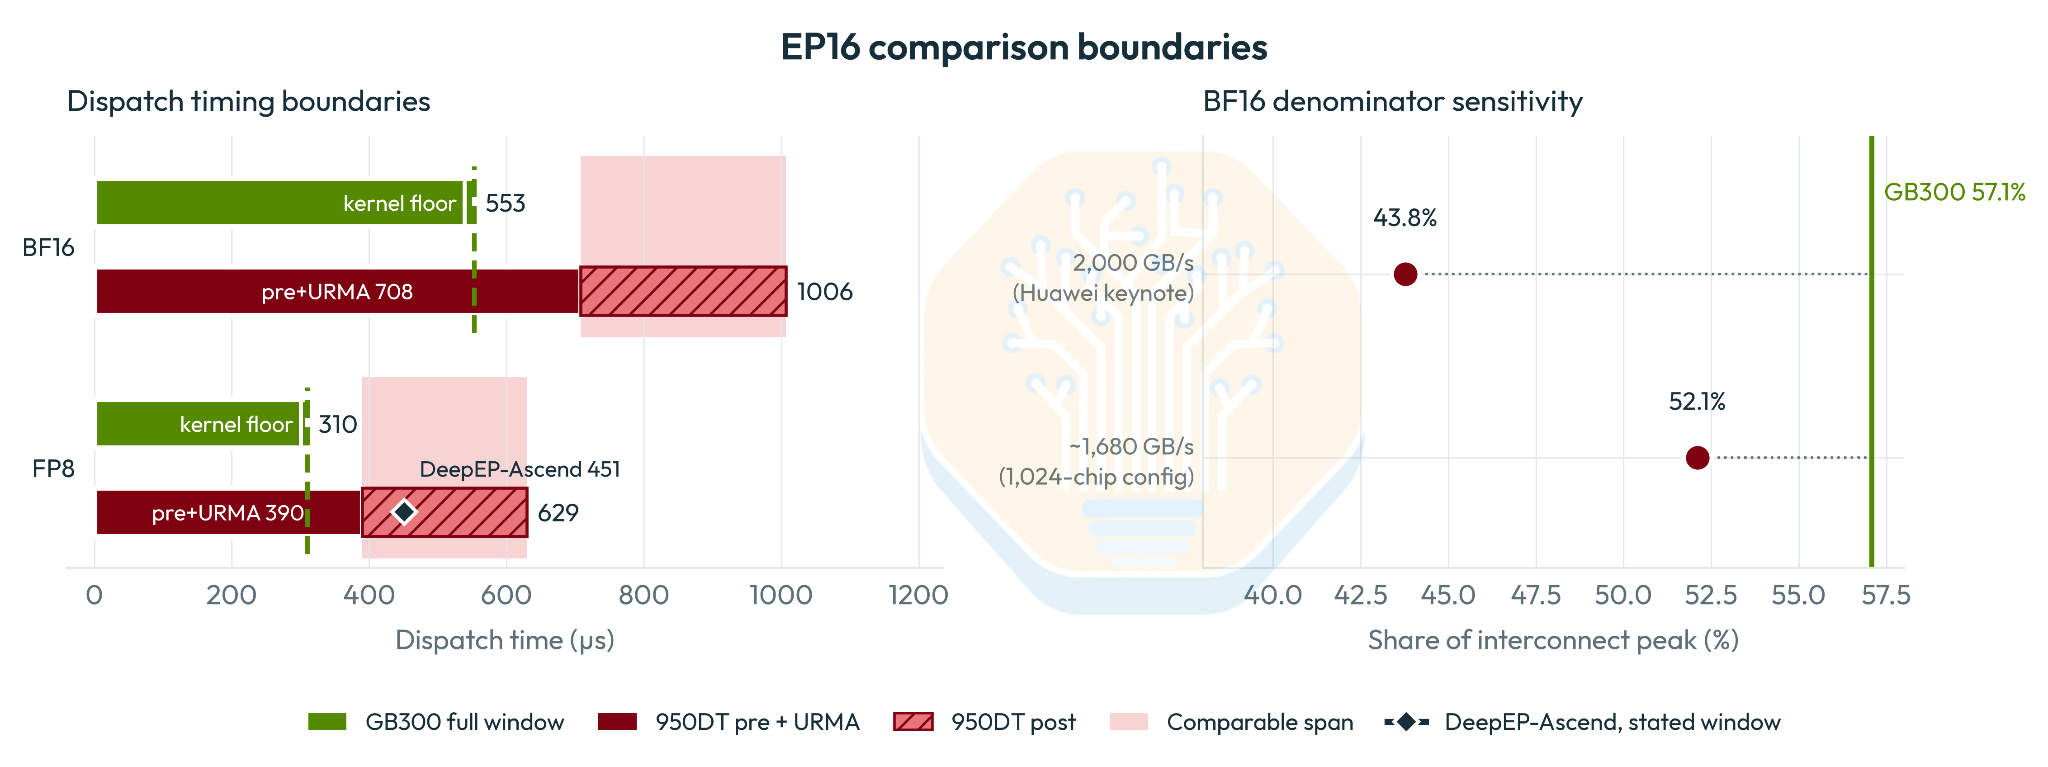 EP16 comparison boundaries
Dispatch timing boundaries
BF16
kernel floor
553
pre+URMA 708
1006
FP8
kernel floor
310
DeepEP-Ascend 451
pre+URMA 390
629
0 200 400 600 800 1000 1200
Dispatch time (µs)
BF16 denominator sensitivity
GB300 57.1%
43.8%
2,000 GB/s
(Huawei keynote)
52.1%
~1,680 GB/s
(1,024-chip config)
40.0 42.5 45.0 47.5 50.0 52.5 55.0 57.5
Share of interconnect peak (%)
GB300 full window 950DT pre + URMA 950DT post Comparable span DeepEP-Ascend, stated window